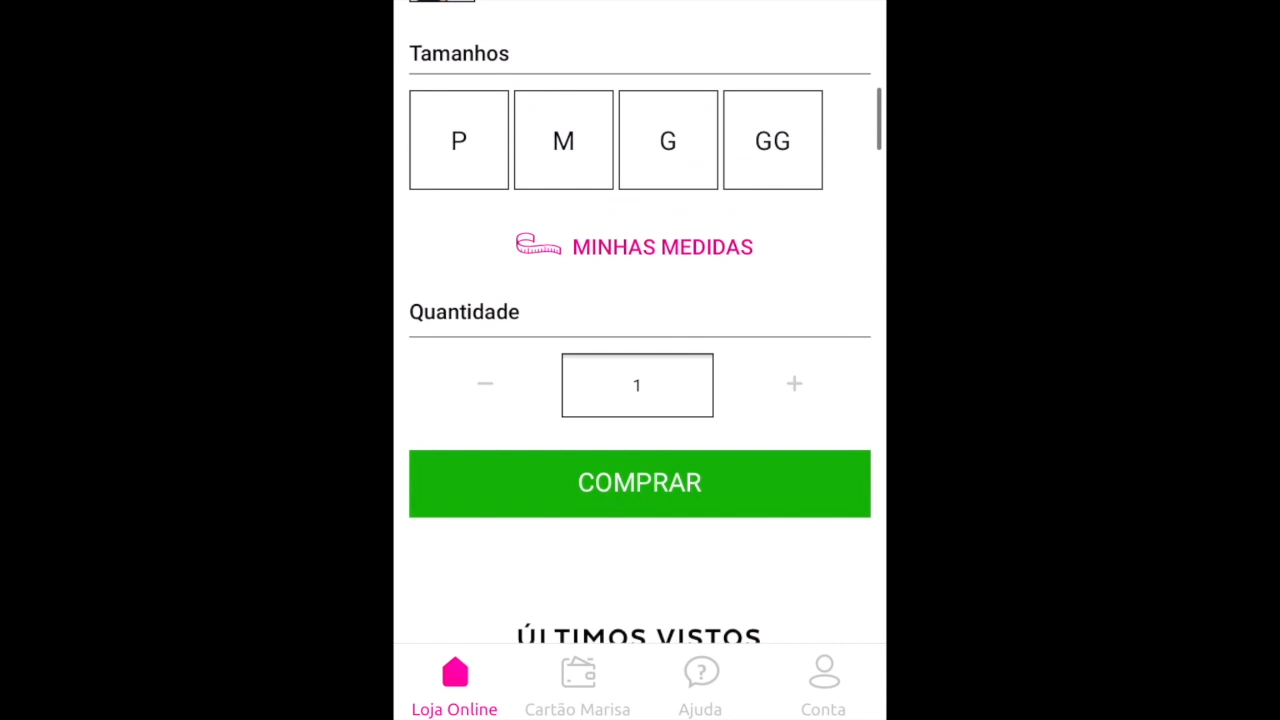 Tamanhos
P M G GG
MINHAS MEDIDAS
Quantidade
− 1 +
COMPRAR
ÚLTIMOS VISTOS
Loja Online Cartão Marisa Ajuda Conta